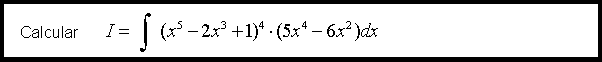 Calcular I = ∫ (x⁵ − 2x³ + 1)⁴ · (5x⁴ − 6x²)dx